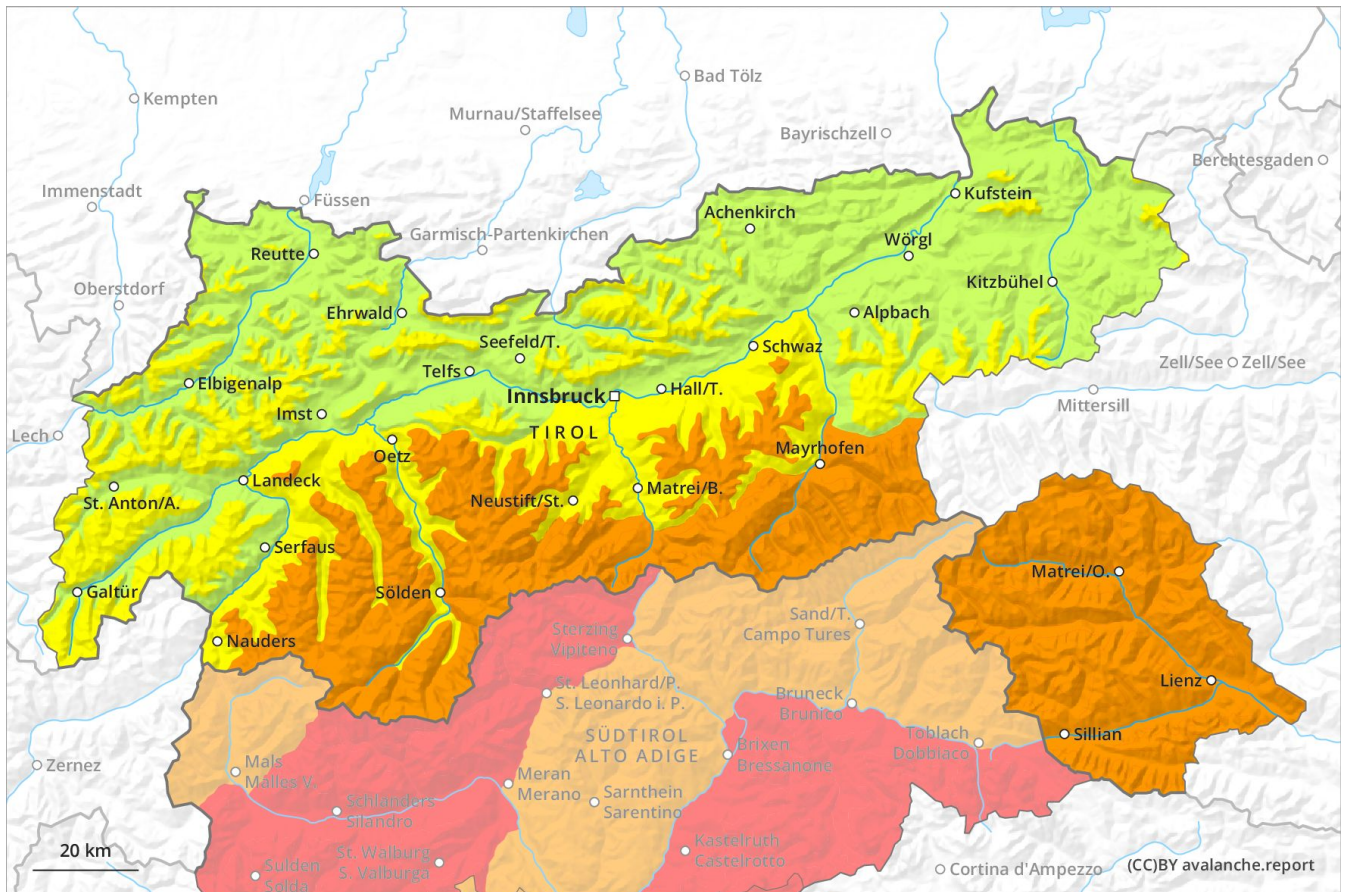 Bad Tölz
Kempten
Murnau/Staffelsee
Bayrischzell
Berchtesgaden
Immenstadt
Füssen
Kufstein
Achenkirch
Garmisch-Partenkirchen
Wörgl
Reutte
Oberstdorf
Kitzbühel
Ehrwald
Alpbach
Seefeld/T.
Schwaz
Zell/See
Zell/See
Telfs
Elbigenalp
Hall/T.
Innsbruck
Mittersill
Imst
Lech
TIROL
Mayrhofen
Oetz
Landeck
Matrei/B.
St. Anton/A.
Neustift/St.
Serfaus
Matrei/O.
Galtür
Sölden
Sand/T.
Campo Tures
Sterzing
Vipiteno
Nauders
Lienz
St. Leonhard/P.
S. Leonardo i. P.
Bruneck
Brunico
Sillian
SÜDTIROL
ALTO ADIGE
Toblach
Dobbiaco
Brixen
Bressanone
Mals
Málles V.
Zernez
Meran
Merano
Sarnthein
Sarentino
Schlanders
Silandro
Kastelruth
Castelrotto
20 km
St. Walburg
S. Valburga
Sulden
Solda
Cortina d'Ampezzo
(CC)BY avalanche.report